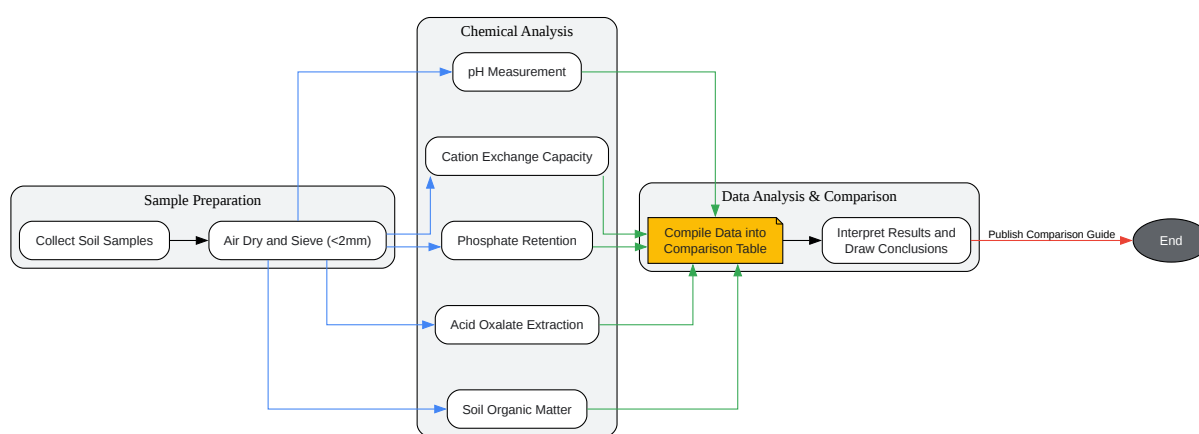 Chemical Analysis
pH Measurement
Cation Exchange Capacity
Sample Preparation
Collect Soil Samples
Air Dry and Sieve (<2mm)
Phosphate Retention
Acid Oxalate Extraction
Soil Organic Matter
Data Analysis & Comparison
Compile Data into
Comparison Table
Interpret Results and
Draw Conclusions
Publish Comparison Guide
End